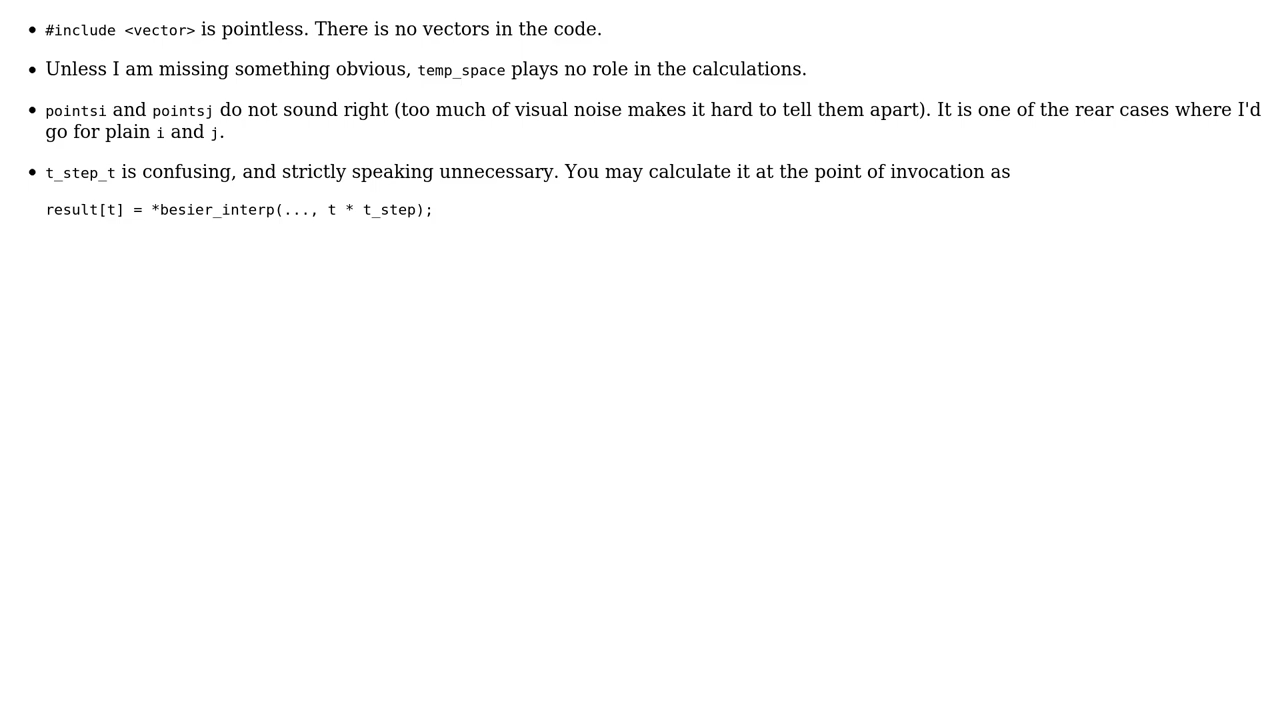 • #include <vector> is pointless. There is no vectors in the code.
• Unless I am missing something obvious, temp_space plays no role in the calculations.
• pointsi and pointsj do not sound right (too much of visual noise makes it hard to tell them apart). It is one of the rear cases where I'd
go for plain i and j.
• t_step_t is confusing, and strictly speaking unnecessary. You may calculate it at the point of invocation as
result[t] = *besier_interp(..., t * t_step);